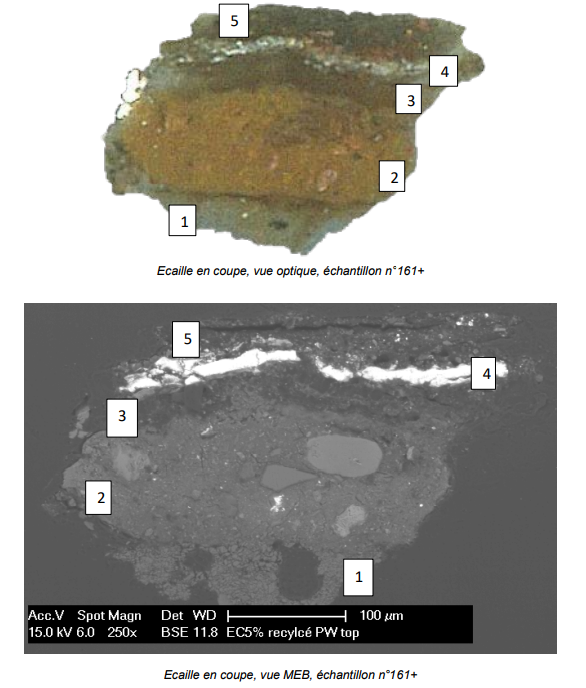 5
4
3
2
1
Ecaille en coupe, vue optique, échantillon n°161+
5
4
3
2
1
Acc.V Spot Magn Det WD 100 µm
15.0 kV 6.0 250x BSE 11.8 EC5% recylcé PW top
Ecaille en coupe, vue MEB, échantillon n°161+